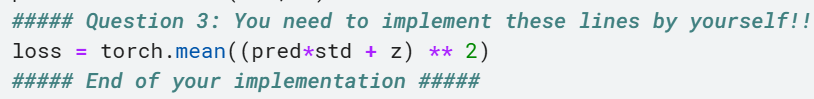 ##### Question 3: You need to implement these lines by yourself!!
loss = torch.mean((pred*std + z) ** 2)
##### End of your implementation #####